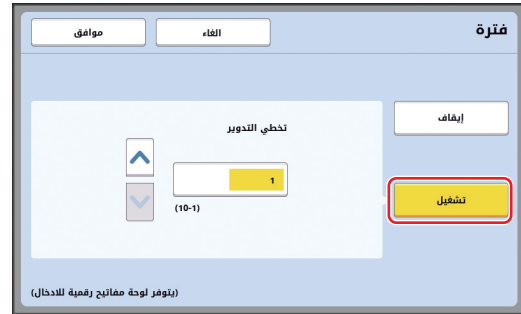 فترة
الغاء
موافق
إيقاف
تخطي التدوير
1
(10-1)
تشغيل
(يتوفر لوحة مفاتيح رقمية للادخال)